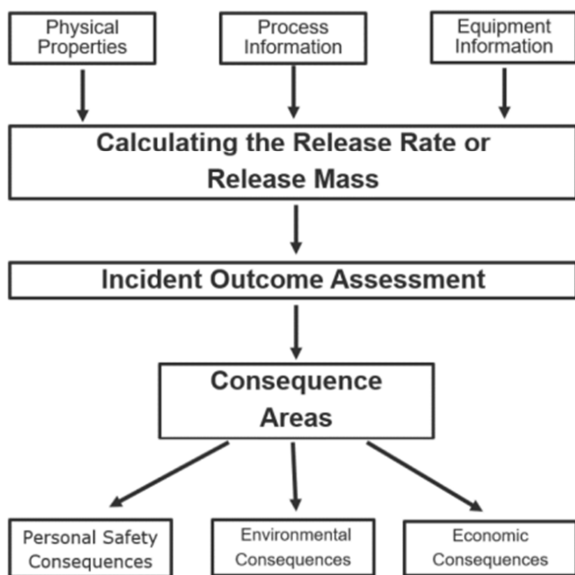 Physical
Properties
Process
Information
Equipment
Information
Calculating the Release Rate or
Release Mass
Incident Outcome Assessment
Consequence
Areas
Personal Safety
Consequences
Environmental
Consequences
Economic
Consequences